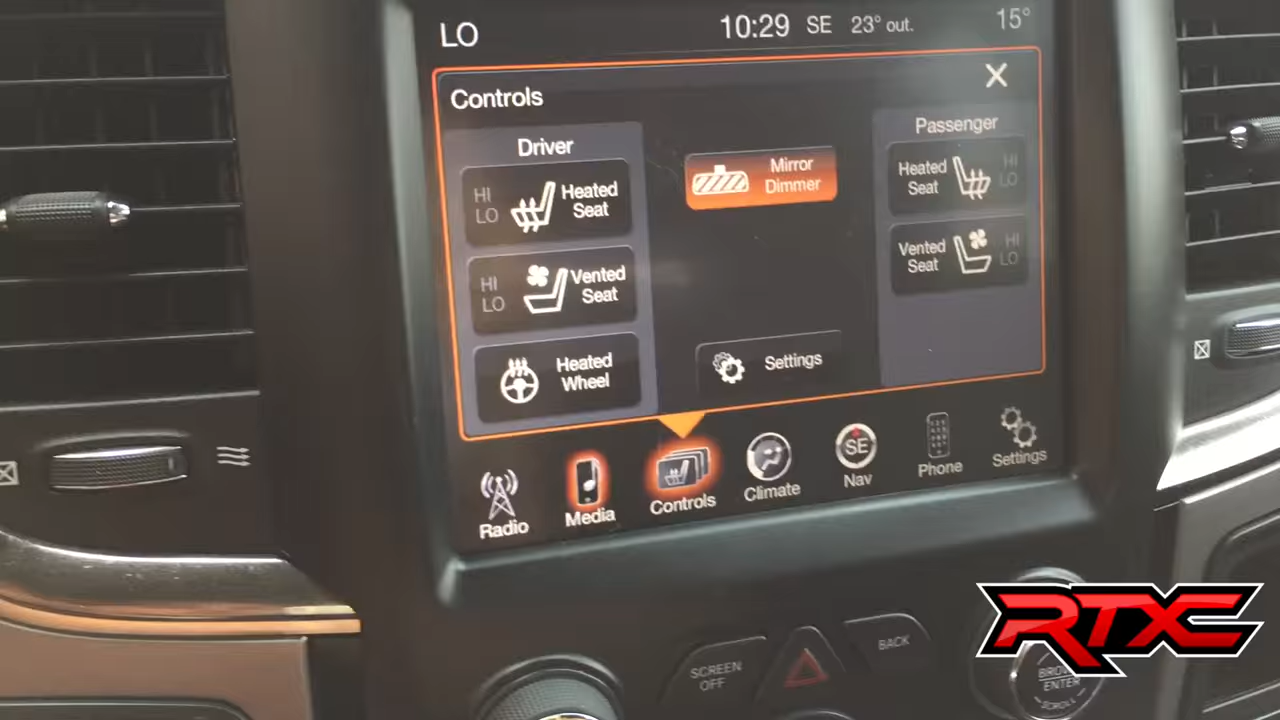 LO
10:29 SE 23° out.
15°
Controls
X
Driver
HI
LO
Heated
Seat
HI
LO
Vented
Seat
Heated
Wheel
Mirror
Dimmer
Settings
Passenger
Heated
Seat
HI
LO
Vented
Seat
HI
LO
Radio
Media
Controls
Climate
SE
Nav
Phone
Settings
SCREEN
OFF
BACK
ENTER
SCROLL
RTXC